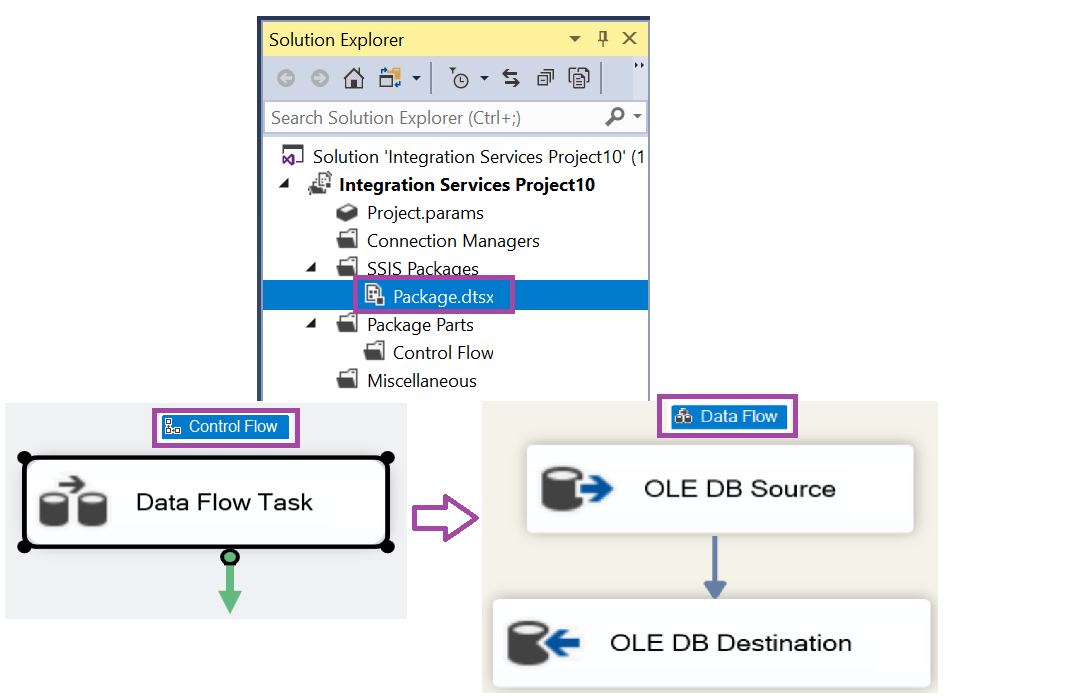 Solution Explorer
Search Solution Explorer (Ctrl+;)
Solution 'Integration Services Project10' (1
Integration Services Project10
Project.params
Connection Managers
SSIS Packages
Package.dtsx
Package Parts
Control Flow
Miscellaneous
Control Flow
Data Flow Task
Data Flow
OLE DB Source
OLE DB Destination